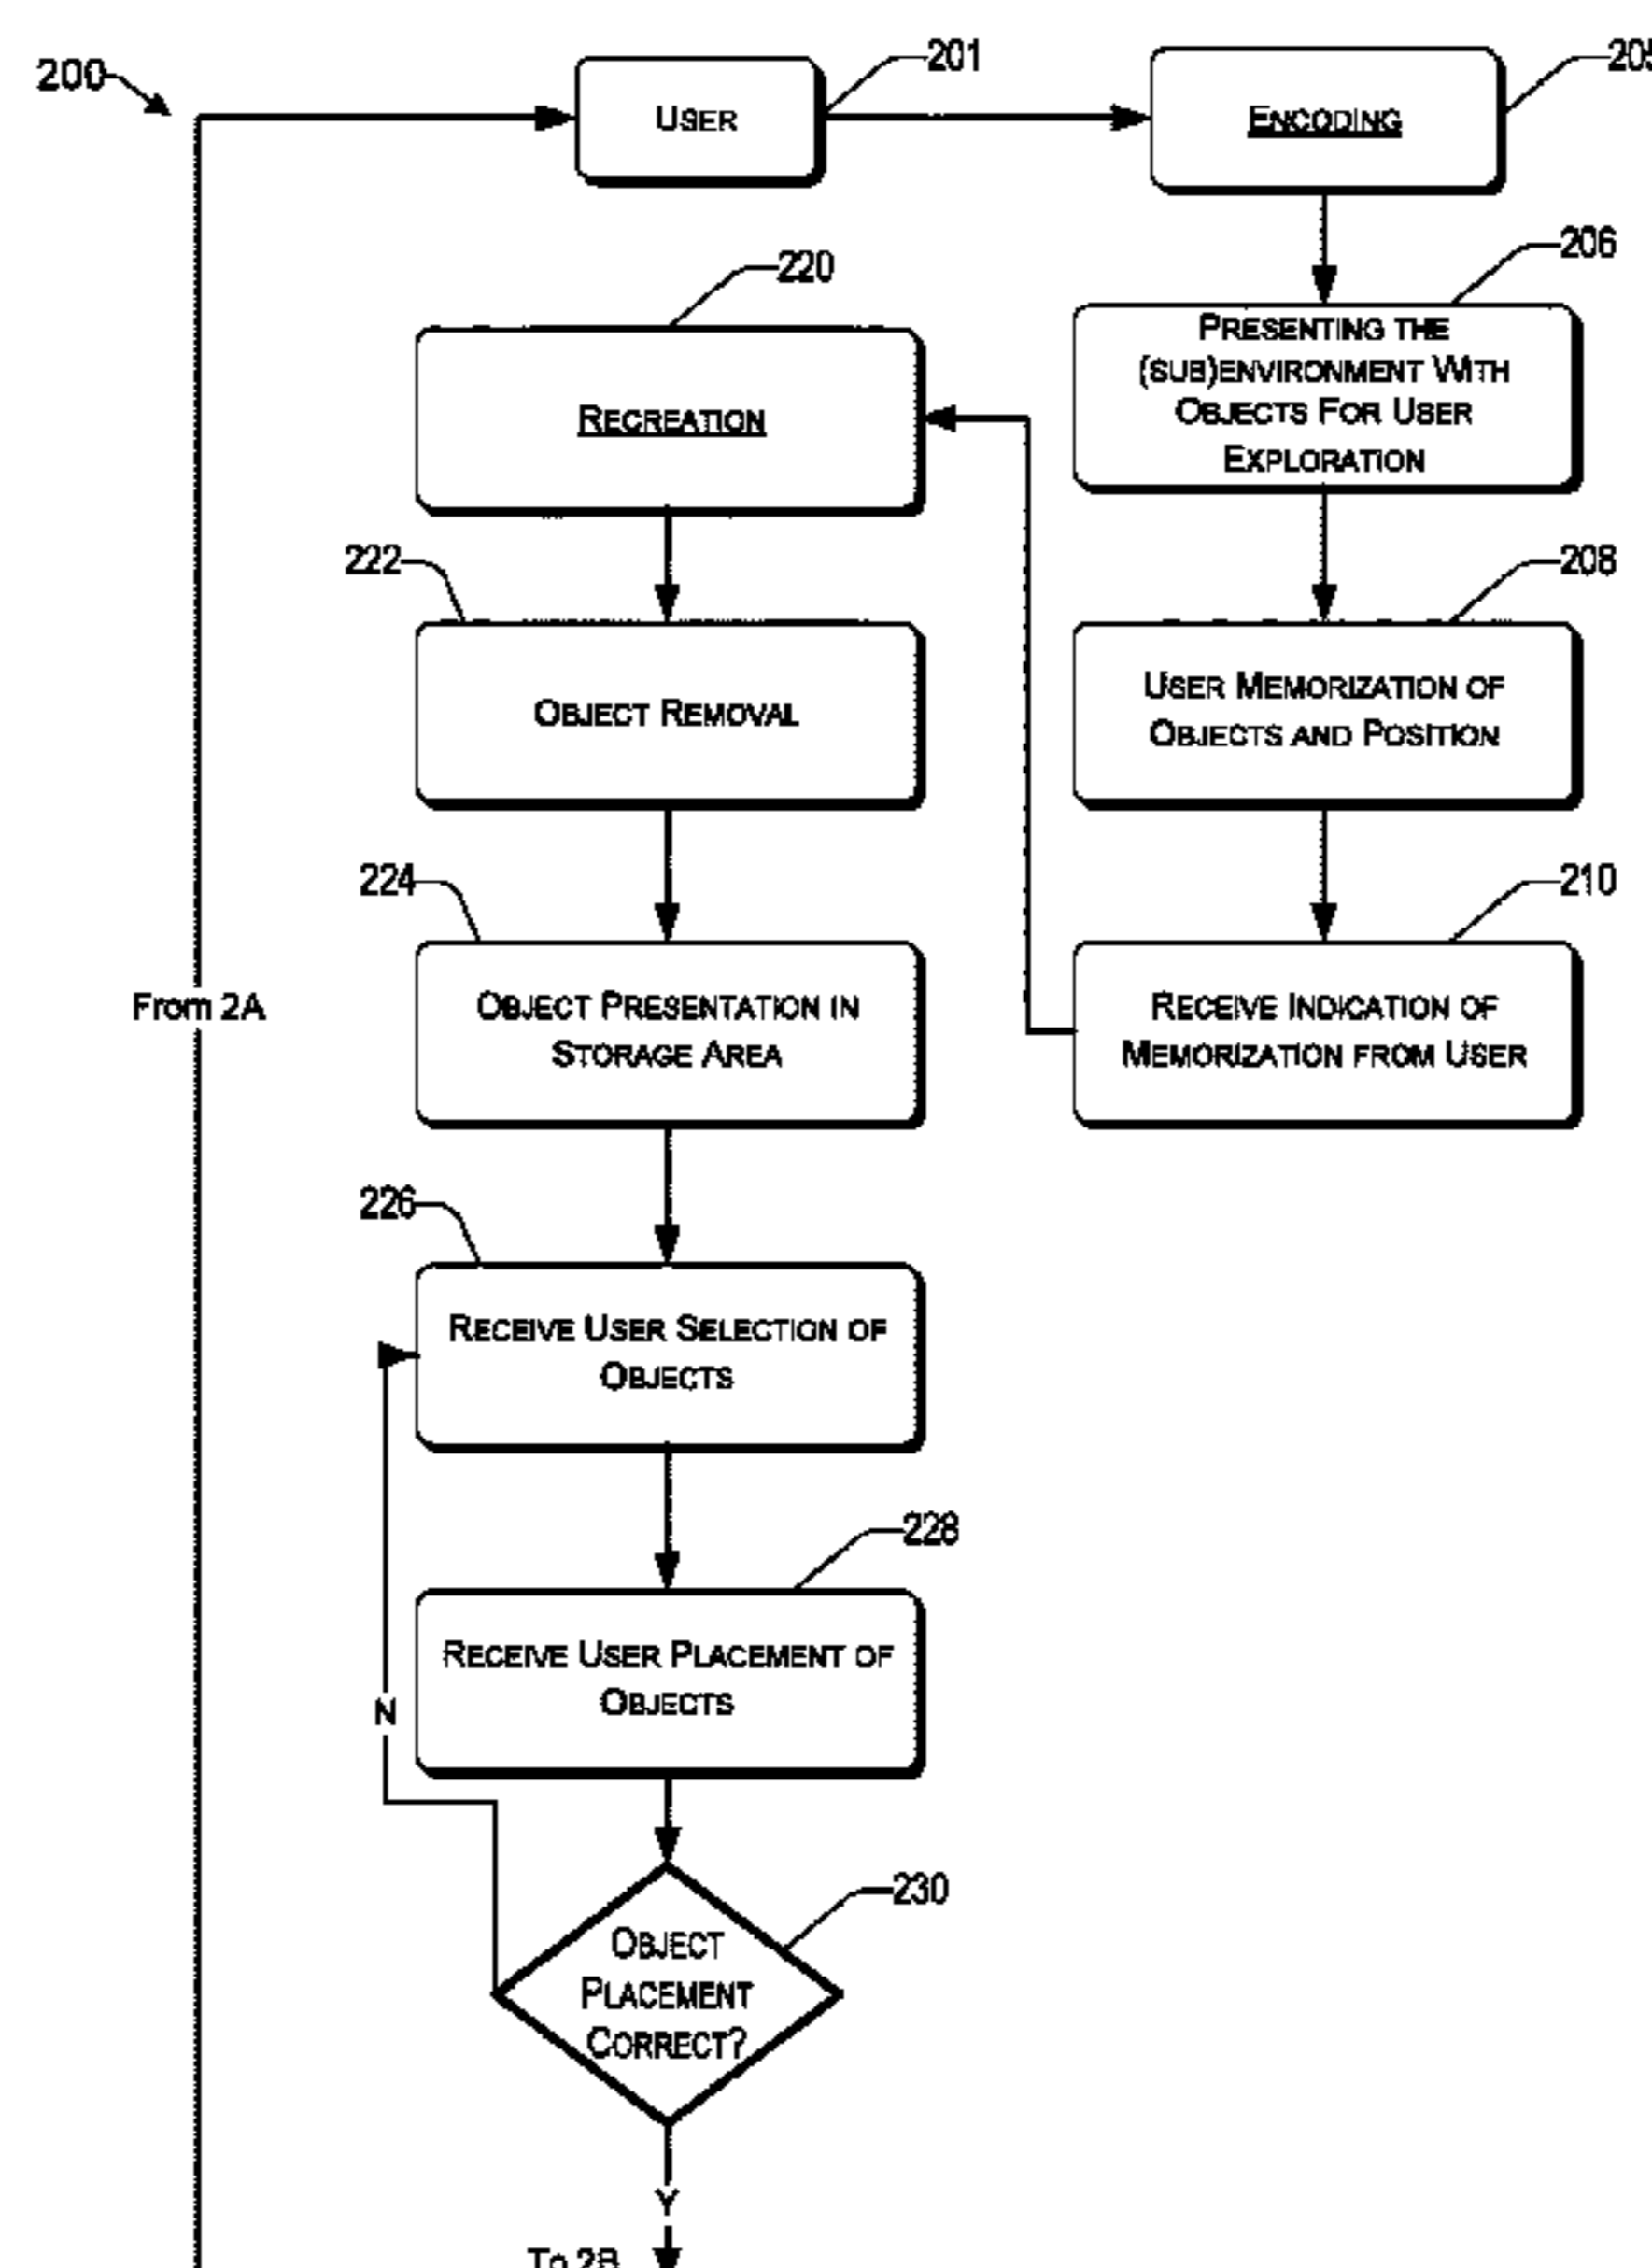 200
USER
201
ENCODING
205
206
PRESENTING THE
(SUB)ENVIRONMENT WITH
OBJECTS FOR USER
EXPLORATION
208
USER MEMORIZATION OF
OBJECTS AND POSITION
210
RECEIVE INDICATION OF
MEMORIZATION FROM USER
220
RECREATION
222
OBJECT REMOVAL
224
OBJECT PRESENTATION IN
STORAGE AREA
From 2A
226
RECEIVE USER SELECTION OF
OBJECTS
228
RECEIVE USER PLACEMENT OF
OBJECTS
N
230
OBJECT
PLACEMENT
CORRECT?
Y
To 2B